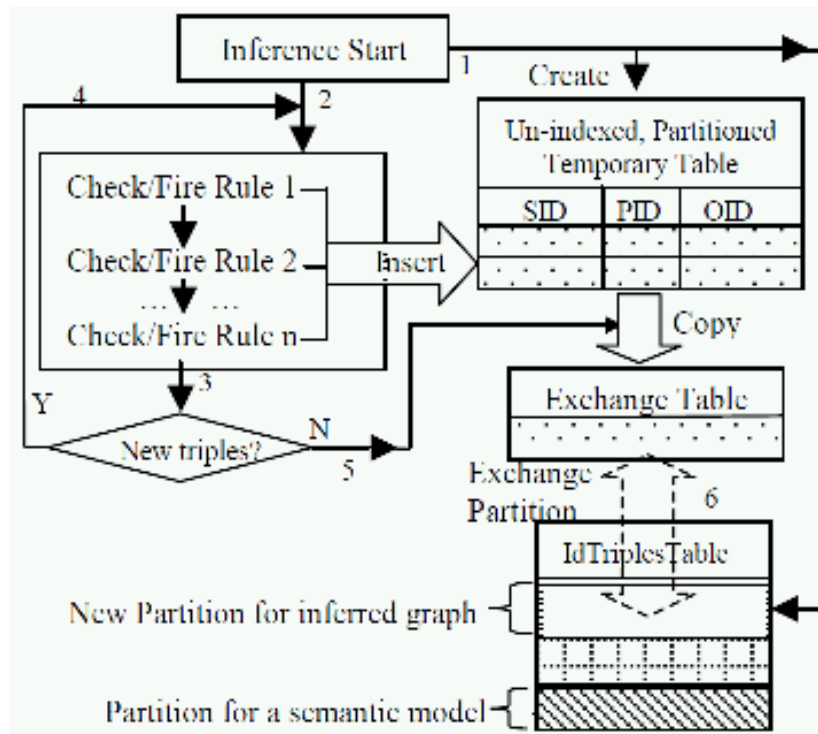 Inference Start
1
Create
4
2
Un-indexed, Partitioned
Temporary Table
SID PID OID
Check/Fire Rule 1
Check/Fire Rule 2
... ...
Check/Fire Rule n
Insert
Copy
3
Y
New triples?
N
5
Exchange Table
Exchange
Partition
6
IdTriplesTable
New Partition for inferred graph
Partition for a semantic model